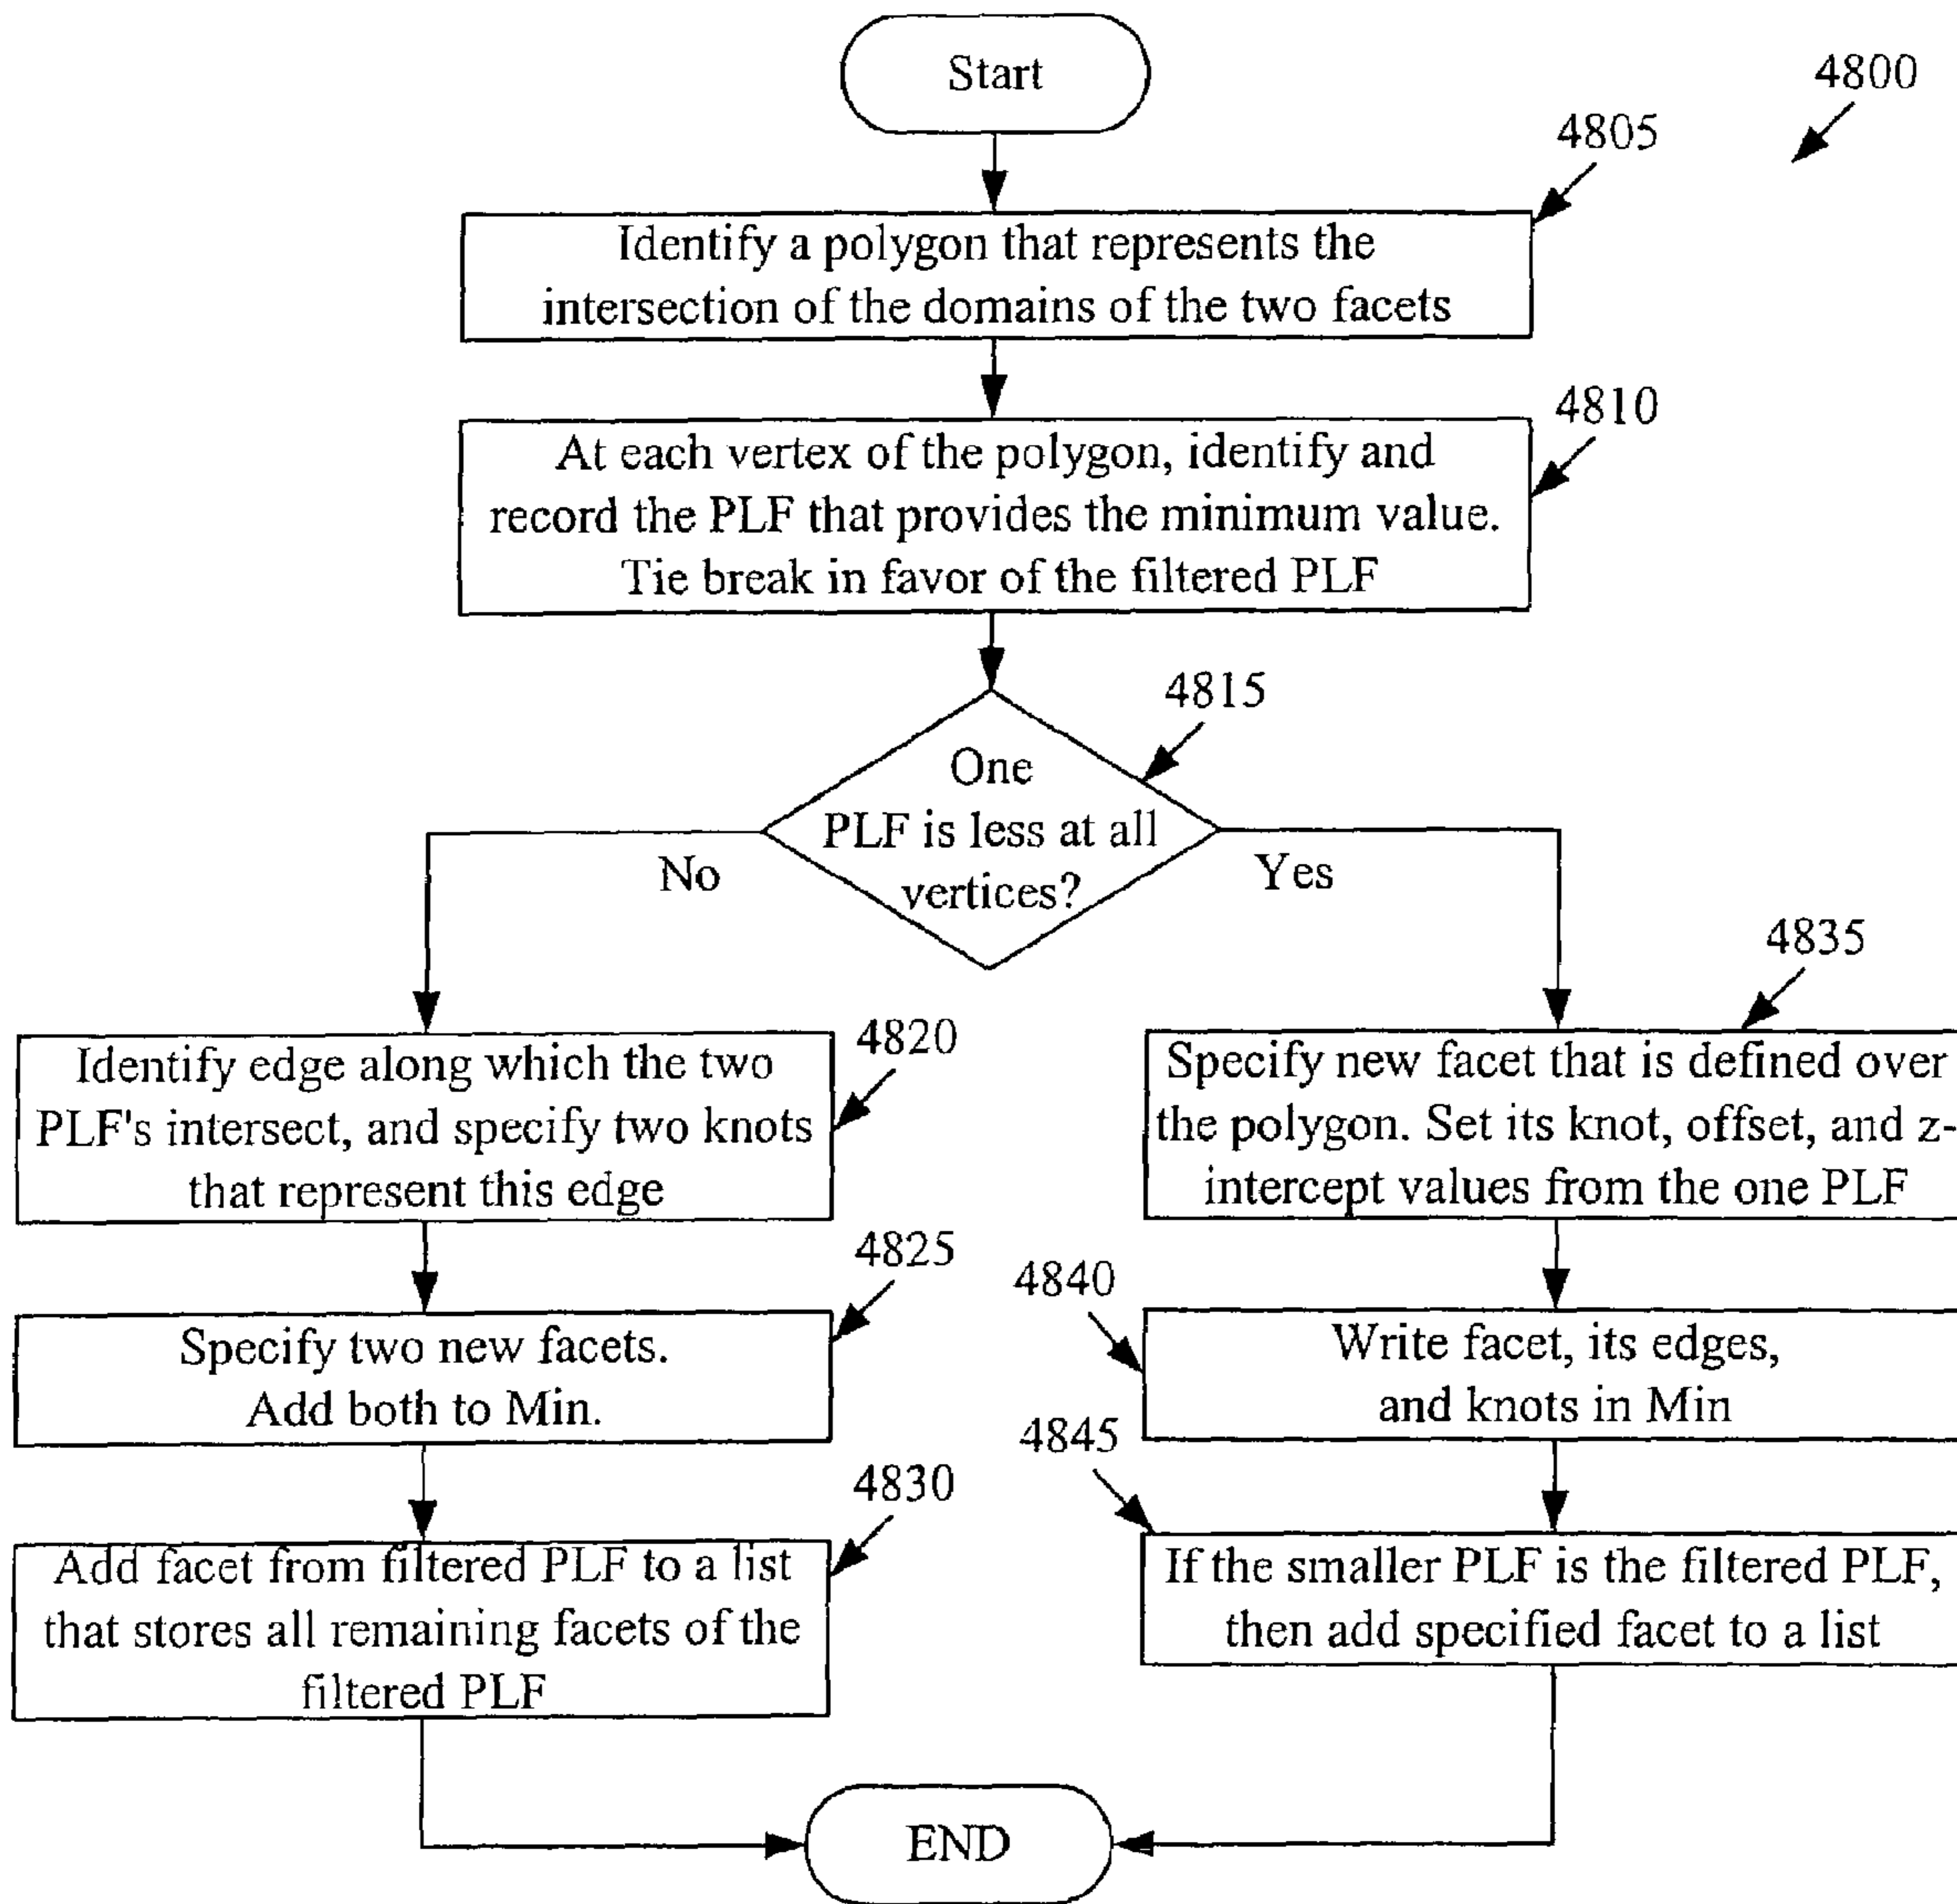 Start
4800
4805
Identify a polygon that represents the
intersection of the domains of the two facets
4810
At each vertex of the polygon, identify and
record the PLF that provides the minimum value.
Tie break in favor of the filtered PLF
4815
One
PLF is less at all
vertices?
No
Yes
4820
Identify edge along which the two
PLF's intersect, and specify two knots
that represent this edge
4825
Specify two new facets.
Add both to Min.
4830
Add facet from filtered PLF to a list
that stores all remaining facets of the
filtered PLF
4835
Specify new facet that is defined over
the polygon. Set its knot, offset, and z-
intercept values from the one PLF
4840
Write facet, its edges,
and knots in Min
4845
If the smaller PLF is the filtered PLF,
then add specified facet to a list
END